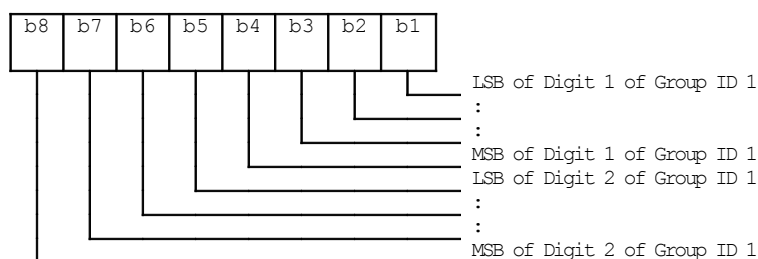 b8 b7 b6 b5 b4 b3 b2 b1
LSB of Digit 1 of Group ID 1
:
:
MSB of Digit 1 of Group ID 1
LSB of Digit 2 of Group ID 1
:
:
MSB of Digit 2 of Group ID 1